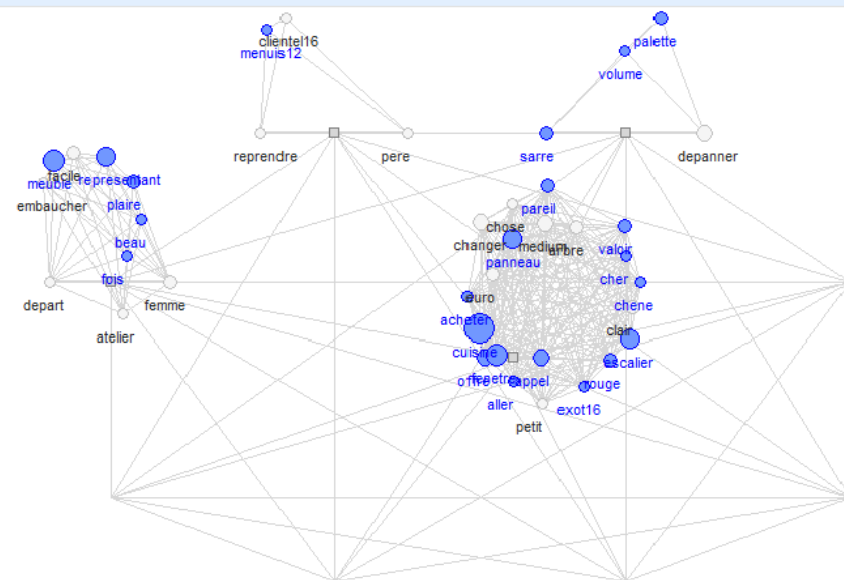 clientel16
menuis12
palette
volume
reprendre
pere
sarre
depanner
facile
meuble
representant
embaucher
plaire
beau
fois
depart
femme
atelier
pareil
chose
changer
medium
arbre
valoir
panneau
cher
euro
chene
acheter
clair
cuisine
escalier
offre
fenetre
appel
rouge
aller
exot16
petit